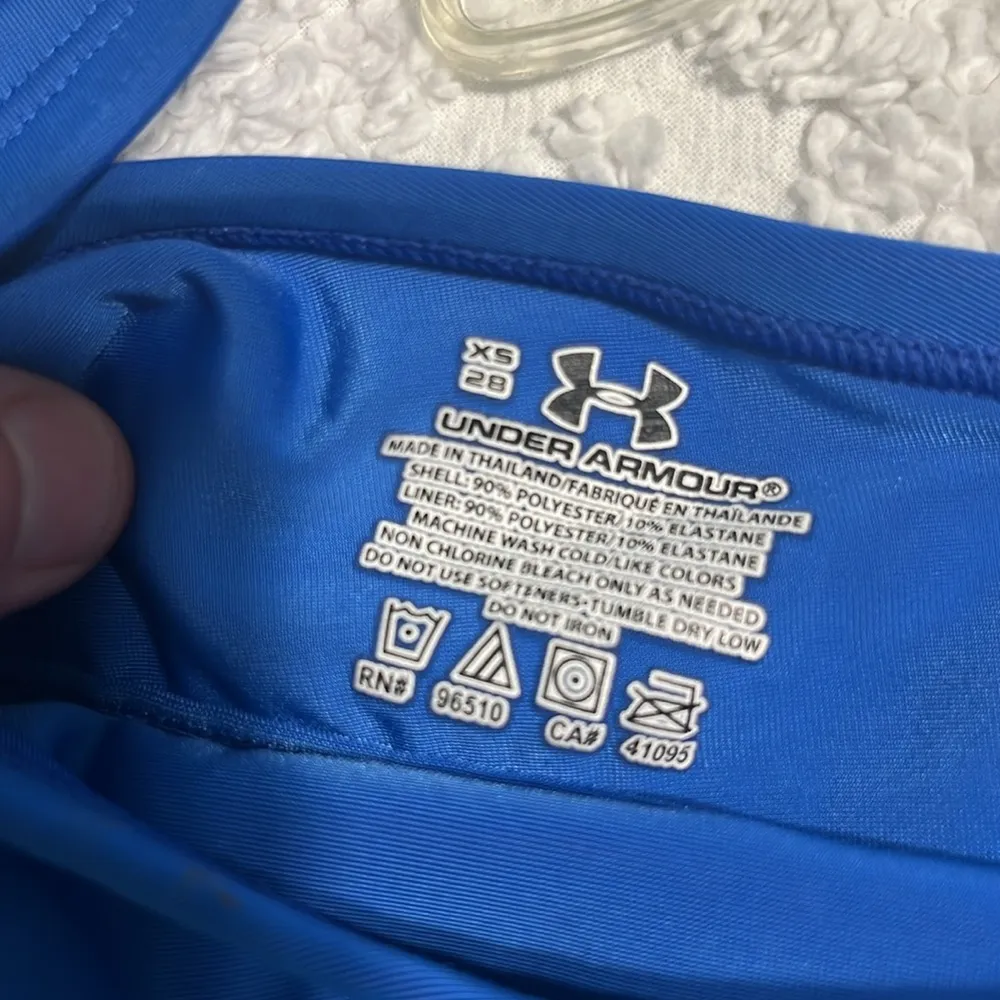 XS
28
UNDER ARMOUR®
MADE IN THAILAND/FABRIQUÉ EN THAÏLANDE
SHELL: 90% POLYESTER/10% ELASTANE
LINER: 90% POLYESTER/10% ELASTANE
MACHINE WASH COLD/LIKE COLORS
NON CHLORINE BLEACH ONLY AS NEEDED
DO NOT USE SOFTENERS-TUMBLE DRY LOW
DO NOT IRON
RN# 96510 CA# 41095